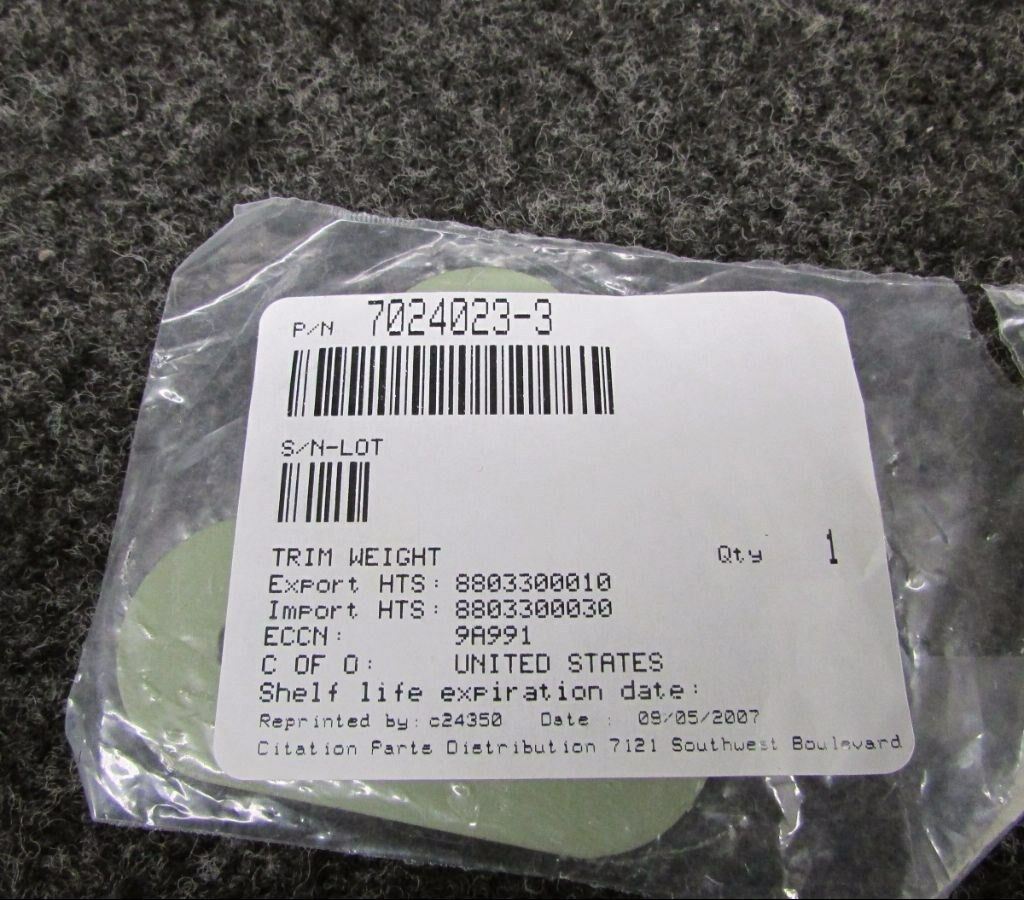 P/N 7024023-3
S/N-LOT
TRIM WEIGHT Qty 1
Export HTS: 8803300010
Import HTS: 8803300030
ECCN: 9A991
C OF O: UNITED STATES
Shelf life expiration date:
Reprinted by: c24350 Date : 09/05/2007
Citation Parts Distribution 7121 Southwest Boulevard